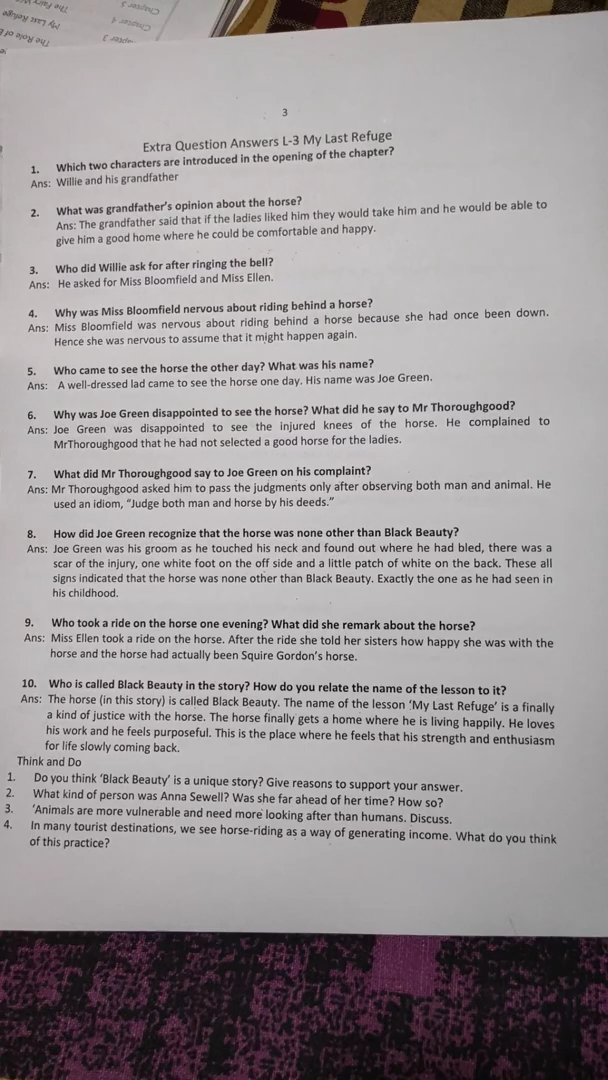 The Fairy
Chapter 5
My Last Refuge
Chapter 4
The Role of
3
Extra Question Answers L-3 My Last Refuge
1. Which two characters are introduced in the opening of the chapter?
Ans: Willie and his grandfather
2. What was grandfather's opinion about the horse?
Ans: The grandfather said that if the ladies liked him they would take him and he would be able to
give him a good home where he could be comfortable and happy.
3. Who did Willie ask for after ringing the bell?
Ans: He asked for Miss Bloomfield and Miss Ellen.
4. Why was Miss Bloomfield nervous about riding behind a horse?
Ans: Miss Bloomfield was nervous about riding behind a horse because she had once been down.
Hence she was nervous to assume that it might happen again.
5. Who came to see the horse the other day? What was his name?
Ans: A well-dressed lad came to see the horse one day. His name was Joe Green.
6. Why was Joe Green disappointed to see the horse? What did he say to Mr Thoroughgood?
Ans: Joe Green was disappointed to see the injured knees of the horse. He complained to
MrThoroughgood that he had not selected a good horse for the ladies.
7. What did Mr Thoroughgood say to Joe Green on his complaint?
Ans: Mr Thoroughgood asked him to pass the judgments only after observing both man and animal. He
used an idiom, "Judge both man and horse by his deeds."
8. How did Joe Green recognize that the horse was none other than Black Beauty?
Ans: Joe Green was his groom as he touched his neck and found out where he had bled, there was a
scar of the injury, one white foot on the off side and a little patch of white on the back. These all
signs indicated that the horse was none other than Black Beauty. Exactly the one as he had seen in
his childhood.
9. Who took a ride on the horse one evening? What did she remark about the horse?
Ans: Miss Ellen took a ride on the horse. After the ride she told her sisters how happy she was with the
horse and the horse had actually been Squire Gordon's horse.
10. Who is called Black Beauty in the story? How do you relate the name of the lesson to it?
Ans: The horse (in this story) is called Black Beauty. The name of the lesson 'My Last Refuge' is a finally
a kind of justice with the horse. The horse finally gets a home where he is living happily. He loves
his work and he feels purposeful. This is the place where he feels that his strength and enthusiasm
for life slowly coming back.
Think and Do
1. Do you think 'Black Beauty' is a unique story? Give reasons to support your answer.
2. What kind of person was Anna Sewell? Was she far ahead of her time? How so?
3. 'Animals are more vulnerable and need more looking after than humans. Discuss.
4. In many tourist destinations, we see horse-riding as a way of generating income. What do you think
of this practice?